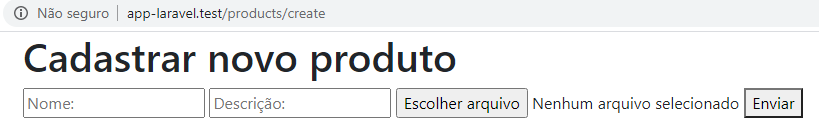 Não seguro | app-laravel.test/products/create
Cadastrar novo produto
Nome: Descrição: Escolher arquivo Nenhum arquivo selecionado Enviar